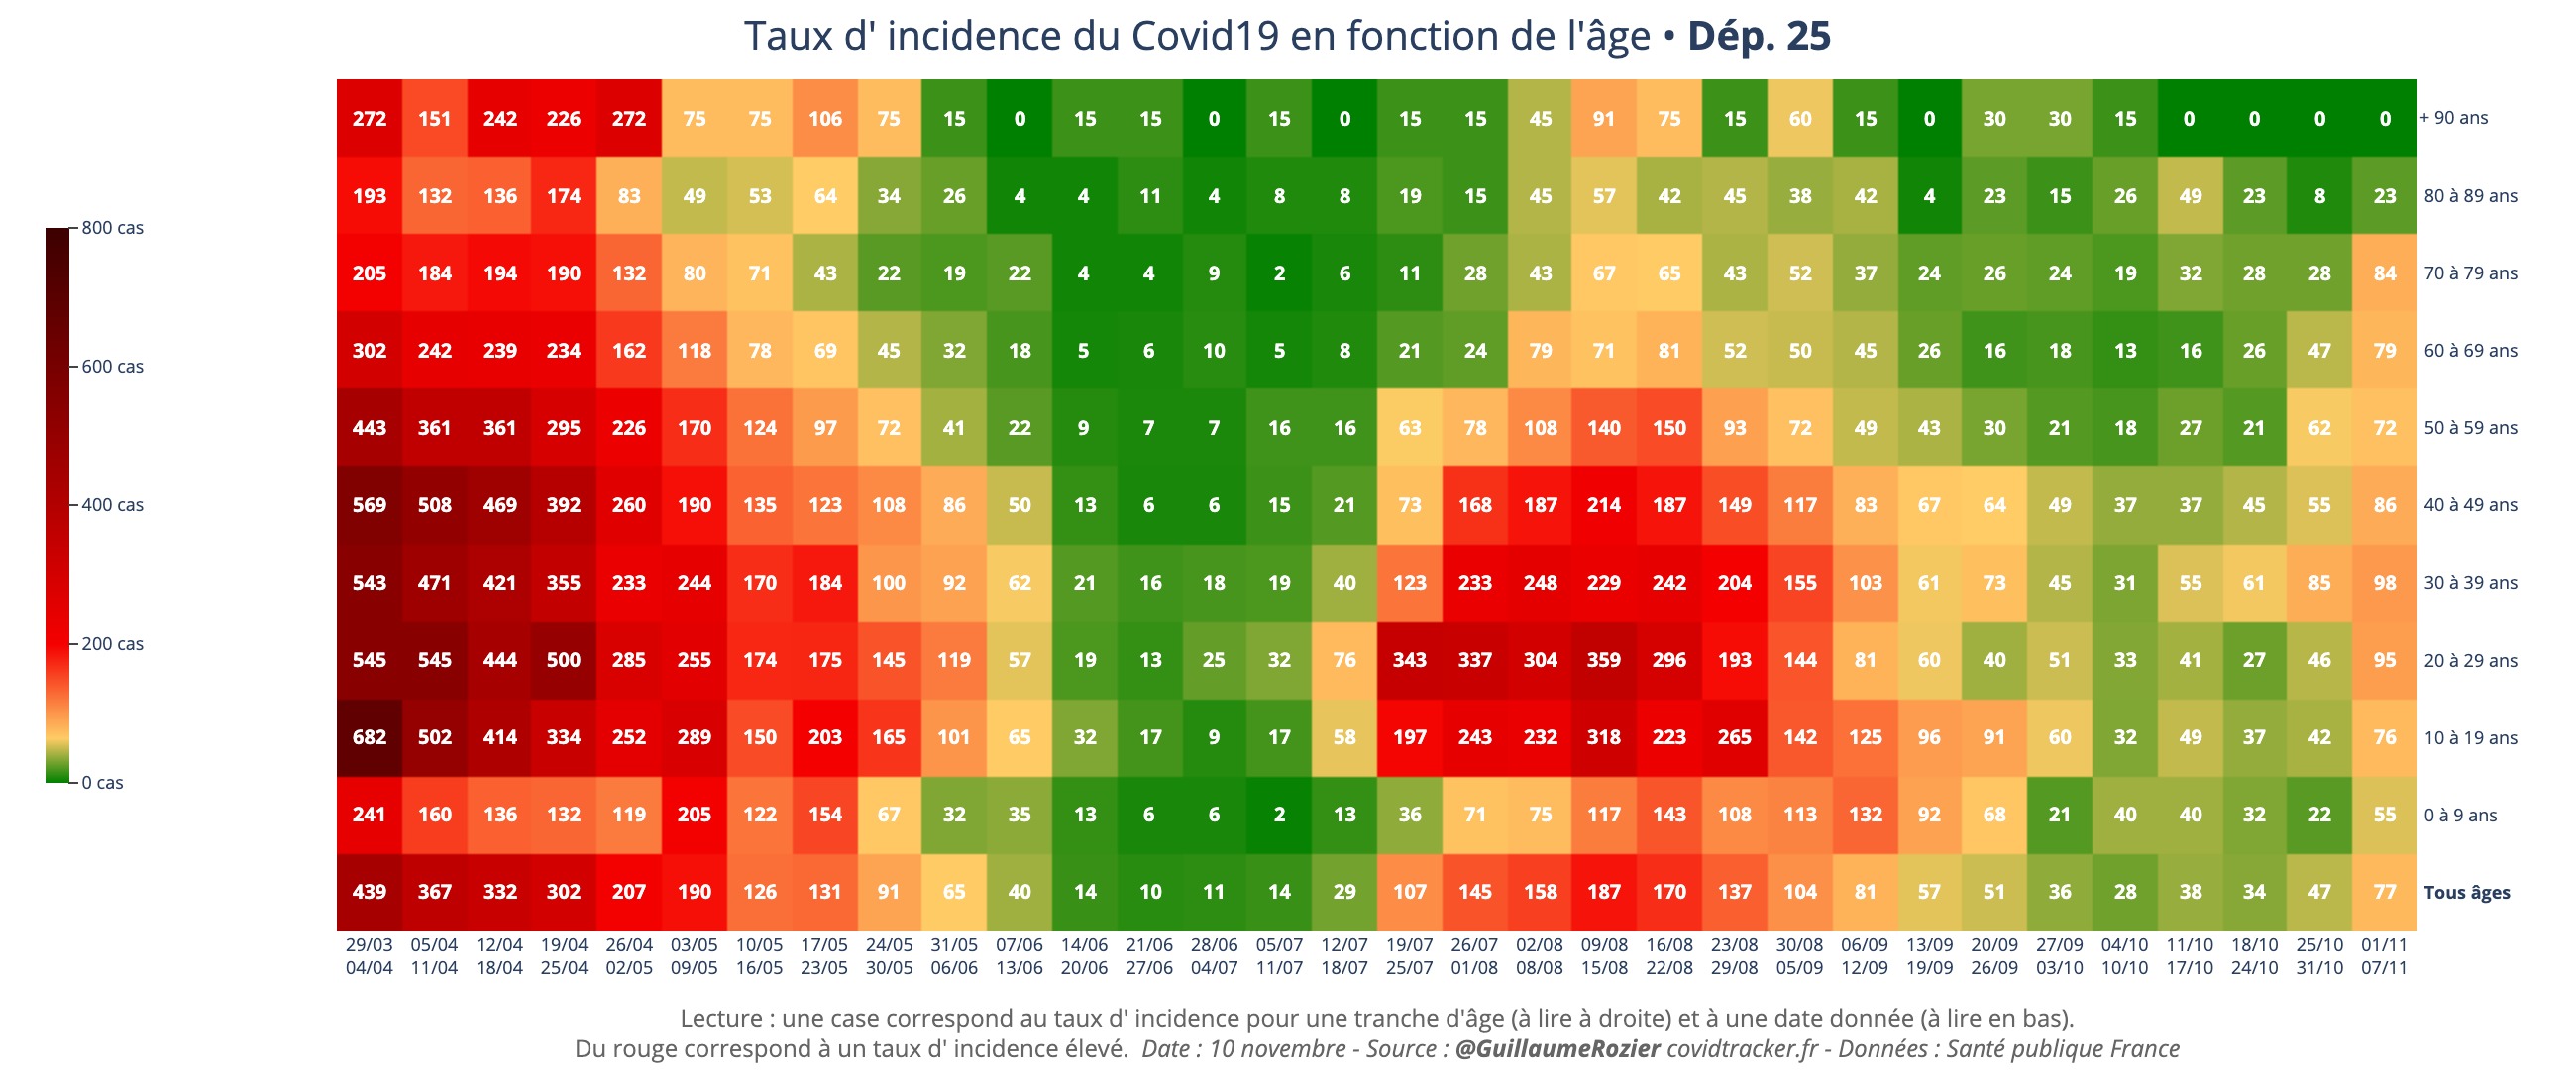 Taux d' incidence du Covid19 en fonction de l'âge • Dép. 25
272 151 242 226 272 75 75 106 75 15 0 15 15 0 15 0 15 15 45 91 75 15 60 15 0 30 30 15 0 0 0 0 + 90 ans
193 132 136 174 83 49 53 64 34 26 4 4 11 4 8 8 19 15 45 57 42 45 38 42 4 23 15 26 49 23 8 23 80 à 89 ans
800 cas
205 184 194 190 132 80 71 43 22 19 22 4 4 9 2 6 11 28 43 67 65 43 52 37 24 26 24 19 32 28 28 84 70 à 79 ans
302 242 239 234 162 118 78 69 45 32 18 5 6 10 5 8 21 24 79 71 81 52 50 45 26 16 18 13 16 26 47 79 60 à 69 ans
600 cas
443 361 361 295 226 170 124 97 72 41 22 9 7 7 16 16 63 78 108 140 150 93 72 49 43 30 21 18 27 21 62 72 50 à 59 ans
400 cas
569 508 469 392 260 190 135 123 108 86 50 13 6 6 15 21 73 168 187 214 187 149 117 83 67 64 49 37 37 45 55 86 40 à 49 ans
543 471 421 355 233 244 170 184 100 92 62 21 16 18 19 40 123 233 248 229 242 204 155 103 61 73 45 31 55 61 85 98 30 à 39 ans
200 cas
545 545 444 500 285 255 174 175 145 119 57 19 13 25 32 76 343 337 304 359 296 193 144 81 60 40 51 33 41 27 46 95 20 à 29 ans
682 502 414 334 252 289 150 203 165 101 65 32 17 9 17 58 197 243 232 318 223 265 142 125 96 91 60 32 49 37 42 76 10 à 19 ans
0 cas
241 160 136 132 119 205 122 154 67 32 35 13 6 6 2 13 36 71 75 117 143 108 113 132 92 68 21 40 40 32 22 55 0 à 9 ans
439 367 332 302 207 190 126 131 91 65 40 14 10 11 14 29 107 145 158 187 170 137 104 81 57 51 36 28 38 34 47 77 Tous âges
29/03 05/04 12/04 19/04 26/04 03/05 10/05 17/05 24/05 31/05 07/06 14/06 21/06 28/06 05/07 12/07 19/07 26/07 02/08 09/08 16/08 23/08 30/08 06/09 13/09 20/09 27/09 04/10 11/10 18/10 25/10 01/11
04/04 11/04 18/04 25/04 02/05 09/05 16/05 23/05 30/05 06/06 13/06 20/06 27/06 04/07 11/07 18/07 25/07 01/08 08/08 15/08 22/08 29/08 05/09 12/09 19/09 26/09 03/10 10/10 17/10 24/10 31/10 07/11
Lecture : une case correspond au taux d' incidence pour une tranche d'âge (à lire à droite) et à une date donnée (à lire en bas).
Du rouge correspond à un taux d' incidence élevé. Date : 10 novembre - Source : @GuillaumeRozier covidtracker.fr - Données : Santé publique France